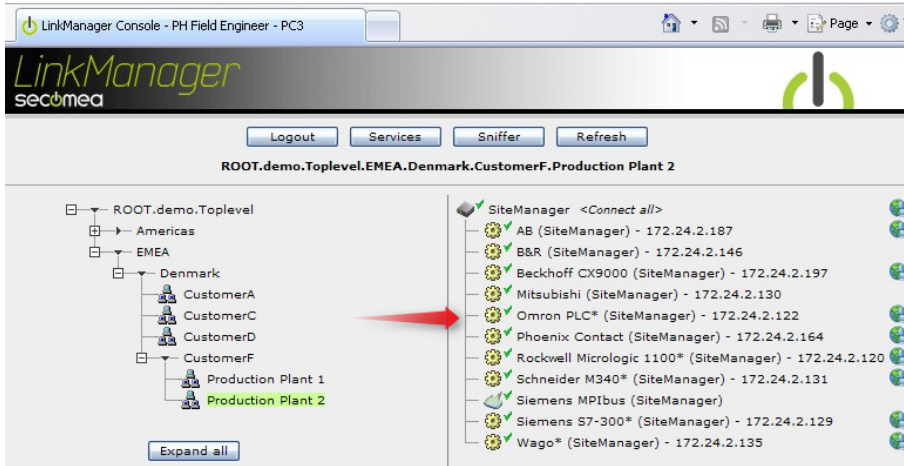 LinkManager Console - PH Field Engineer - PC3
Page
LinkManager
secomea
Logout Services Sniffer Refresh
ROOT.demo.Toplevel.EMEA.Denmark.CustomerF.Production Plant 2
ROOT.demo.Toplevel
Americas
EMEA
Denmark
CustomerA
CustomerC
CustomerD
CustomerF
Production Plant 1
Production Plant 2
Expand all
SiteManager <Connect all>
AB (SiteManager) - 172.24.2.187
B&R (SiteManager) - 172.24.2.146
Beckhoff CX9000 (SiteManager) - 172.24.2.197
Mitsubishi (SiteManager) - 172.24.2.130
Omron PLC* (SiteManager) - 172.24.2.122
Phoenix Contact (SiteManager) - 172.24.2.164
Rockwell Micrologic 1100* (SiteManager) - 172.24.2.120
Schneider M340* (SiteManager) - 172.24.2.131
Siemens MPIbus (SiteManager)
Siemens S7-300* (SiteManager) - 172.24.2.129
Wago* (SiteManager) - 172.24.2.135